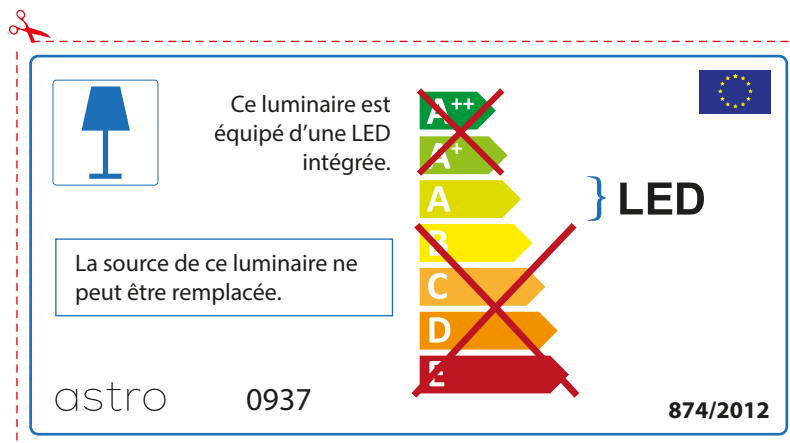 Ce luminaire est
équipé d’une LED
intégrée.
La source de ce luminaire ne
peut être remplacée.
A++
A+
A
B
C
D
E
LED
astro
0937
874/2012